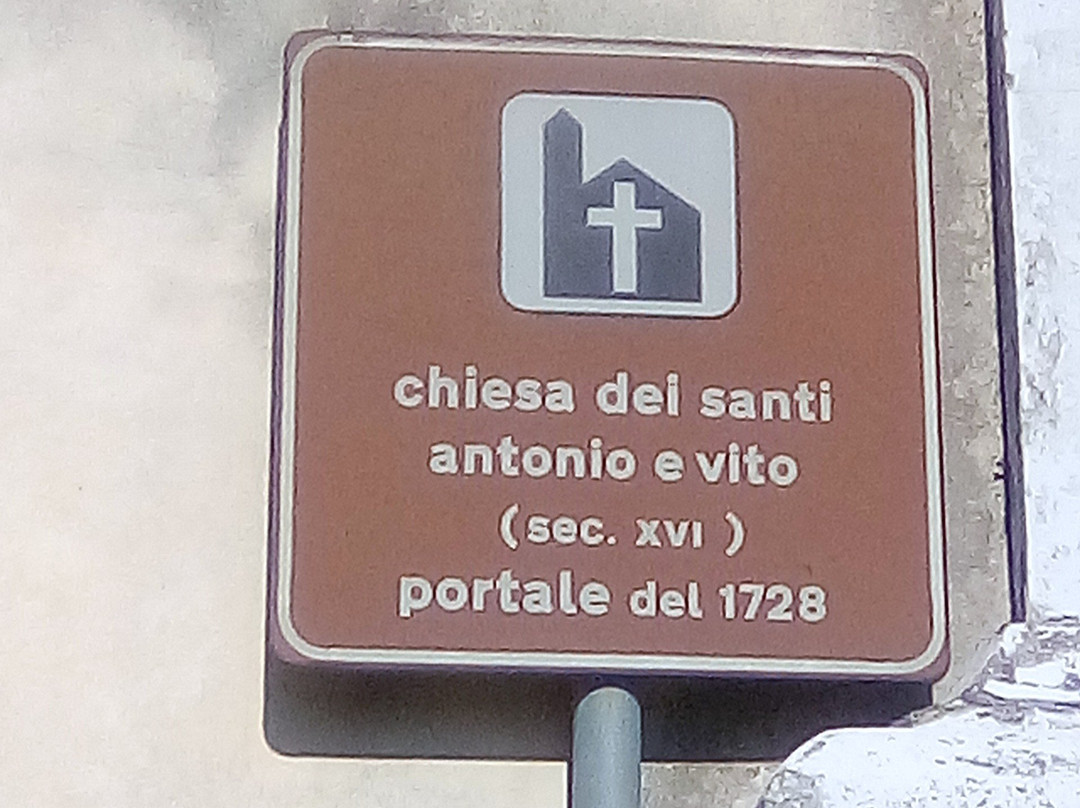 chiesa dei santi
antonio e vito
(sec. xvi )
portale del 1728